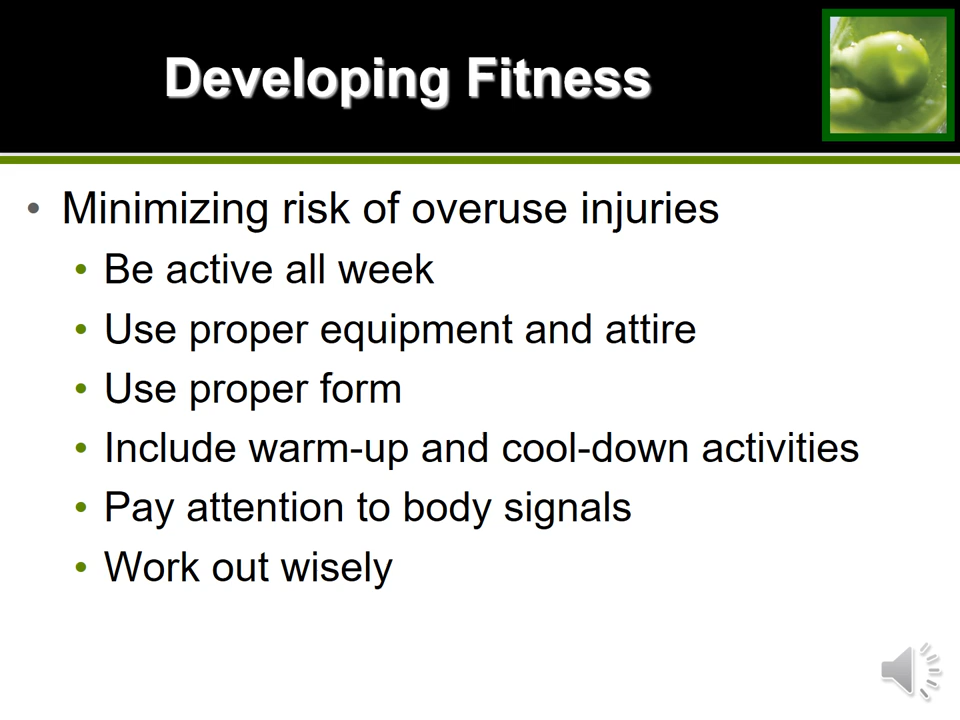 Developing Fitness
• Minimizing risk of overuse injuries
• Be active all week
• Use proper equipment and attire
• Use proper form
• Include warm-up and cool-down activities
• Pay attention to body signals
• Work out wisely